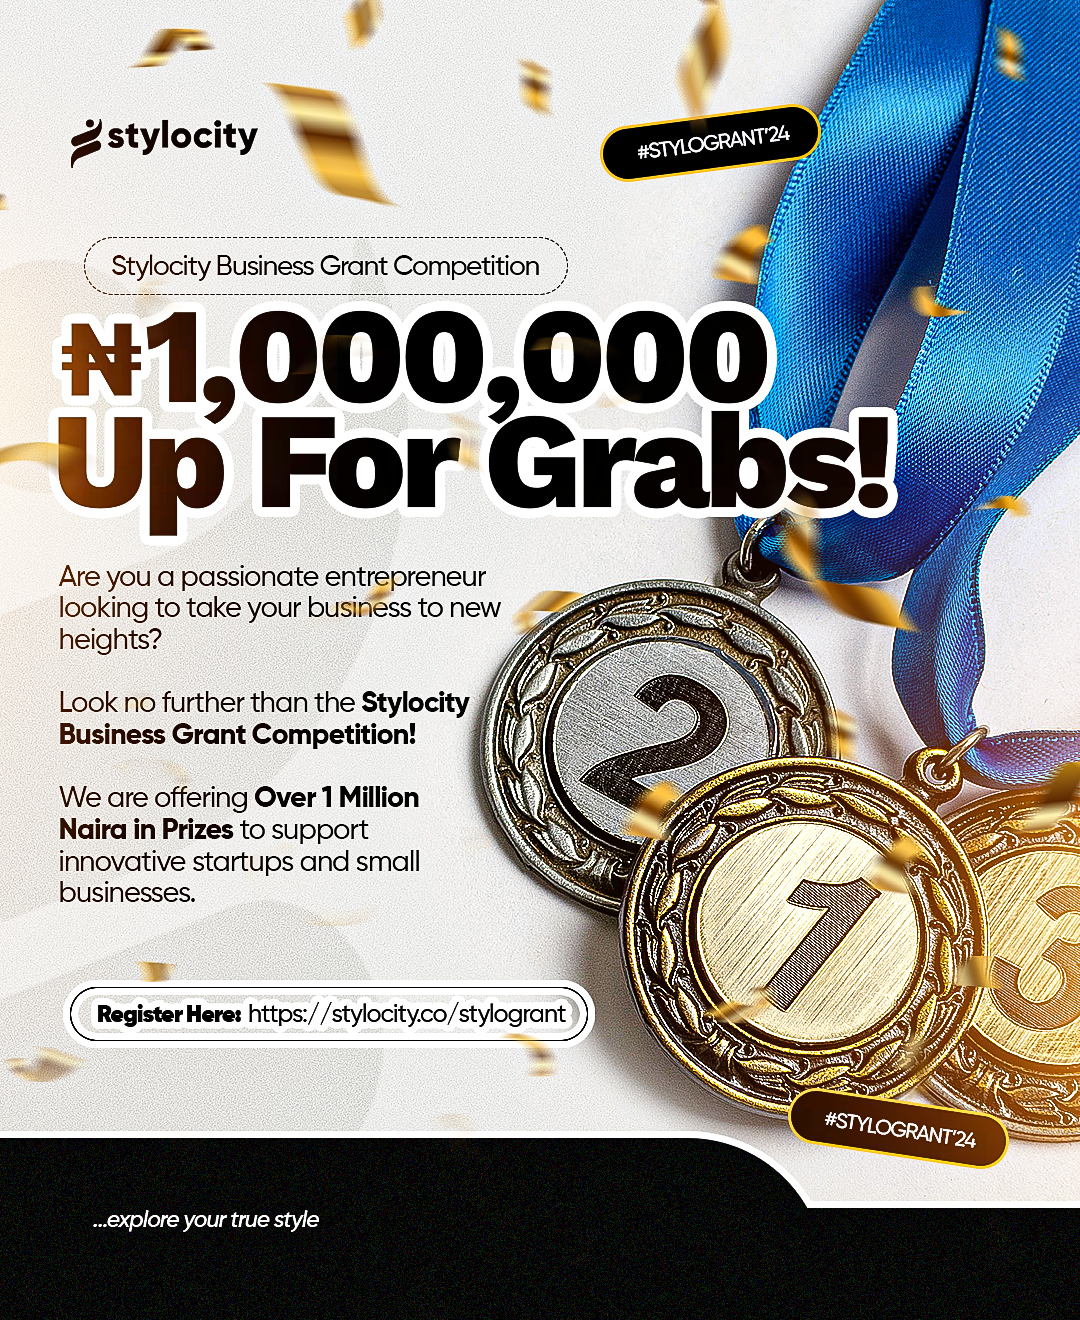 stylocity
#STYLOGRANT'24
Stylocity Business Grant Competition
₦1,000,000
Up For Grabs!
Are you a passionate entrepreneur
looking to take your business to new
heights?
Look no further than the Stylocity
Business Grant Competition!
We are offering Over 1 Million
Naira in Prizes to support
innovative startups and small
businesses.
2
1
3
Register Here: https://stylocity.co/stylogrant
#STYLOGRANT'24
...explore your true style